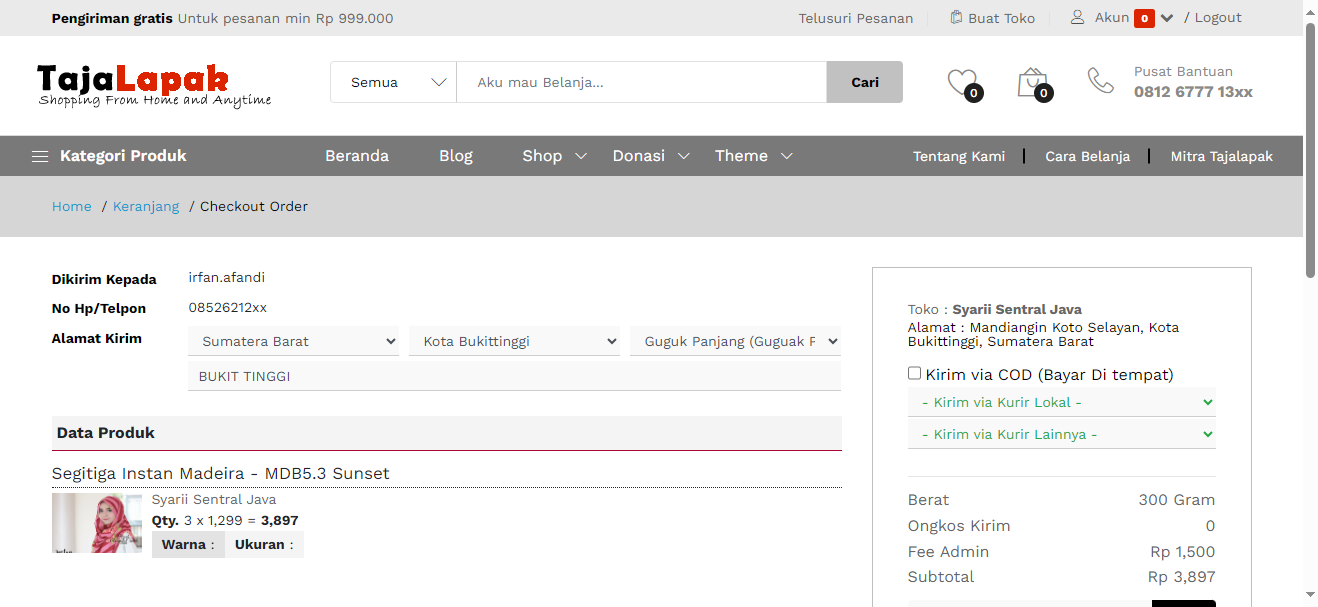 Pengiriman gratis Untuk pesanan min Rp 999.000
Telusuri Pesanan
Buat Toko
Akun 0 / Logout
TajaLapak
Shopping From Home and Anytime
Semua
Aku mau Belanja...
Cari
0
0
Pusat Bantuan
0812 6777 13xx
Kategori Produk
Beranda
Blog
Shop
Donasi
Theme
Tentang Kami
Cara Belanja
Mitra Tajalapak
Home / Keranjang / Checkout Order
Dikirim Kepada irfan.afandi
No Hp/Telpon 08526212xx
Alamat Kirim Sumatera Barat Kota Bukittinggi Guguk Panjang (Guguak P
BUKIT TINGGI
Data Produk
Segitiga Instan Madeira - MDB5.3 Sunset
Syarii Sentral Java
Qty. 3 x 1,299 = 3,897
Warna : Ukuran :
Toko : Syarii Sentral Java
Alamat : Mandiangin Koto Selayan, Kota
Bukittinggi, Sumatera Barat
Kirim via COD (Bayar Di tempat)
- Kirim via Kurir Lokal -
- Kirim via Kurir Lainnya -
Berat 300 Gram
Ongkos Kirim 0
Fee Admin Rp 1,500
Subtotal Rp 3,897